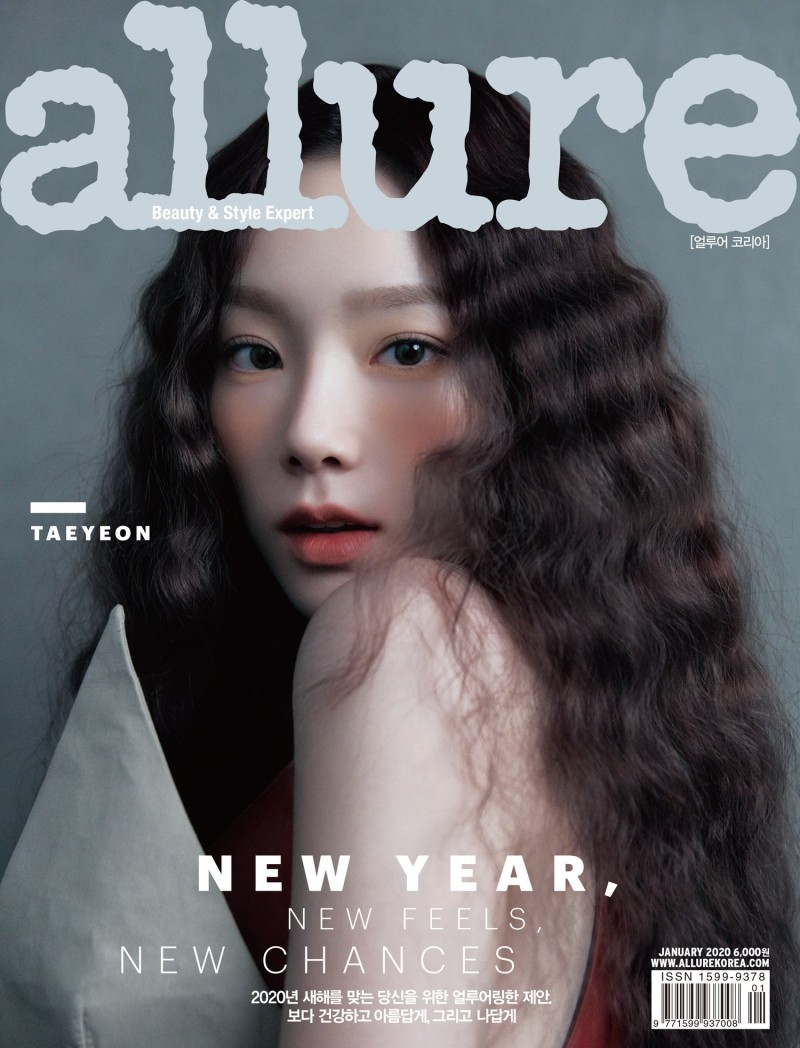 allure
Beauty & Style Expert
[얼루어 코리아]
TAEYEON
NEW YEAR,
NEW FEELS,
NEW CHANCES
2020년 새해를 맞는 당신을 위한 얼루어링한 제안.
보다 건강하고 아름답게, 그리고 나답게
JANUARY 2020 6,000원
WWW.ALLUREKOREA.COM
ISSN 1599-9378
01
9 771599 937008